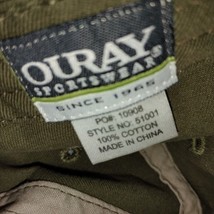 OURAY
SPORTSWEAR
SINCE 1965
PO#: 10908
STYLE NO: 51001
100% COTTON
MADE IN CHINA